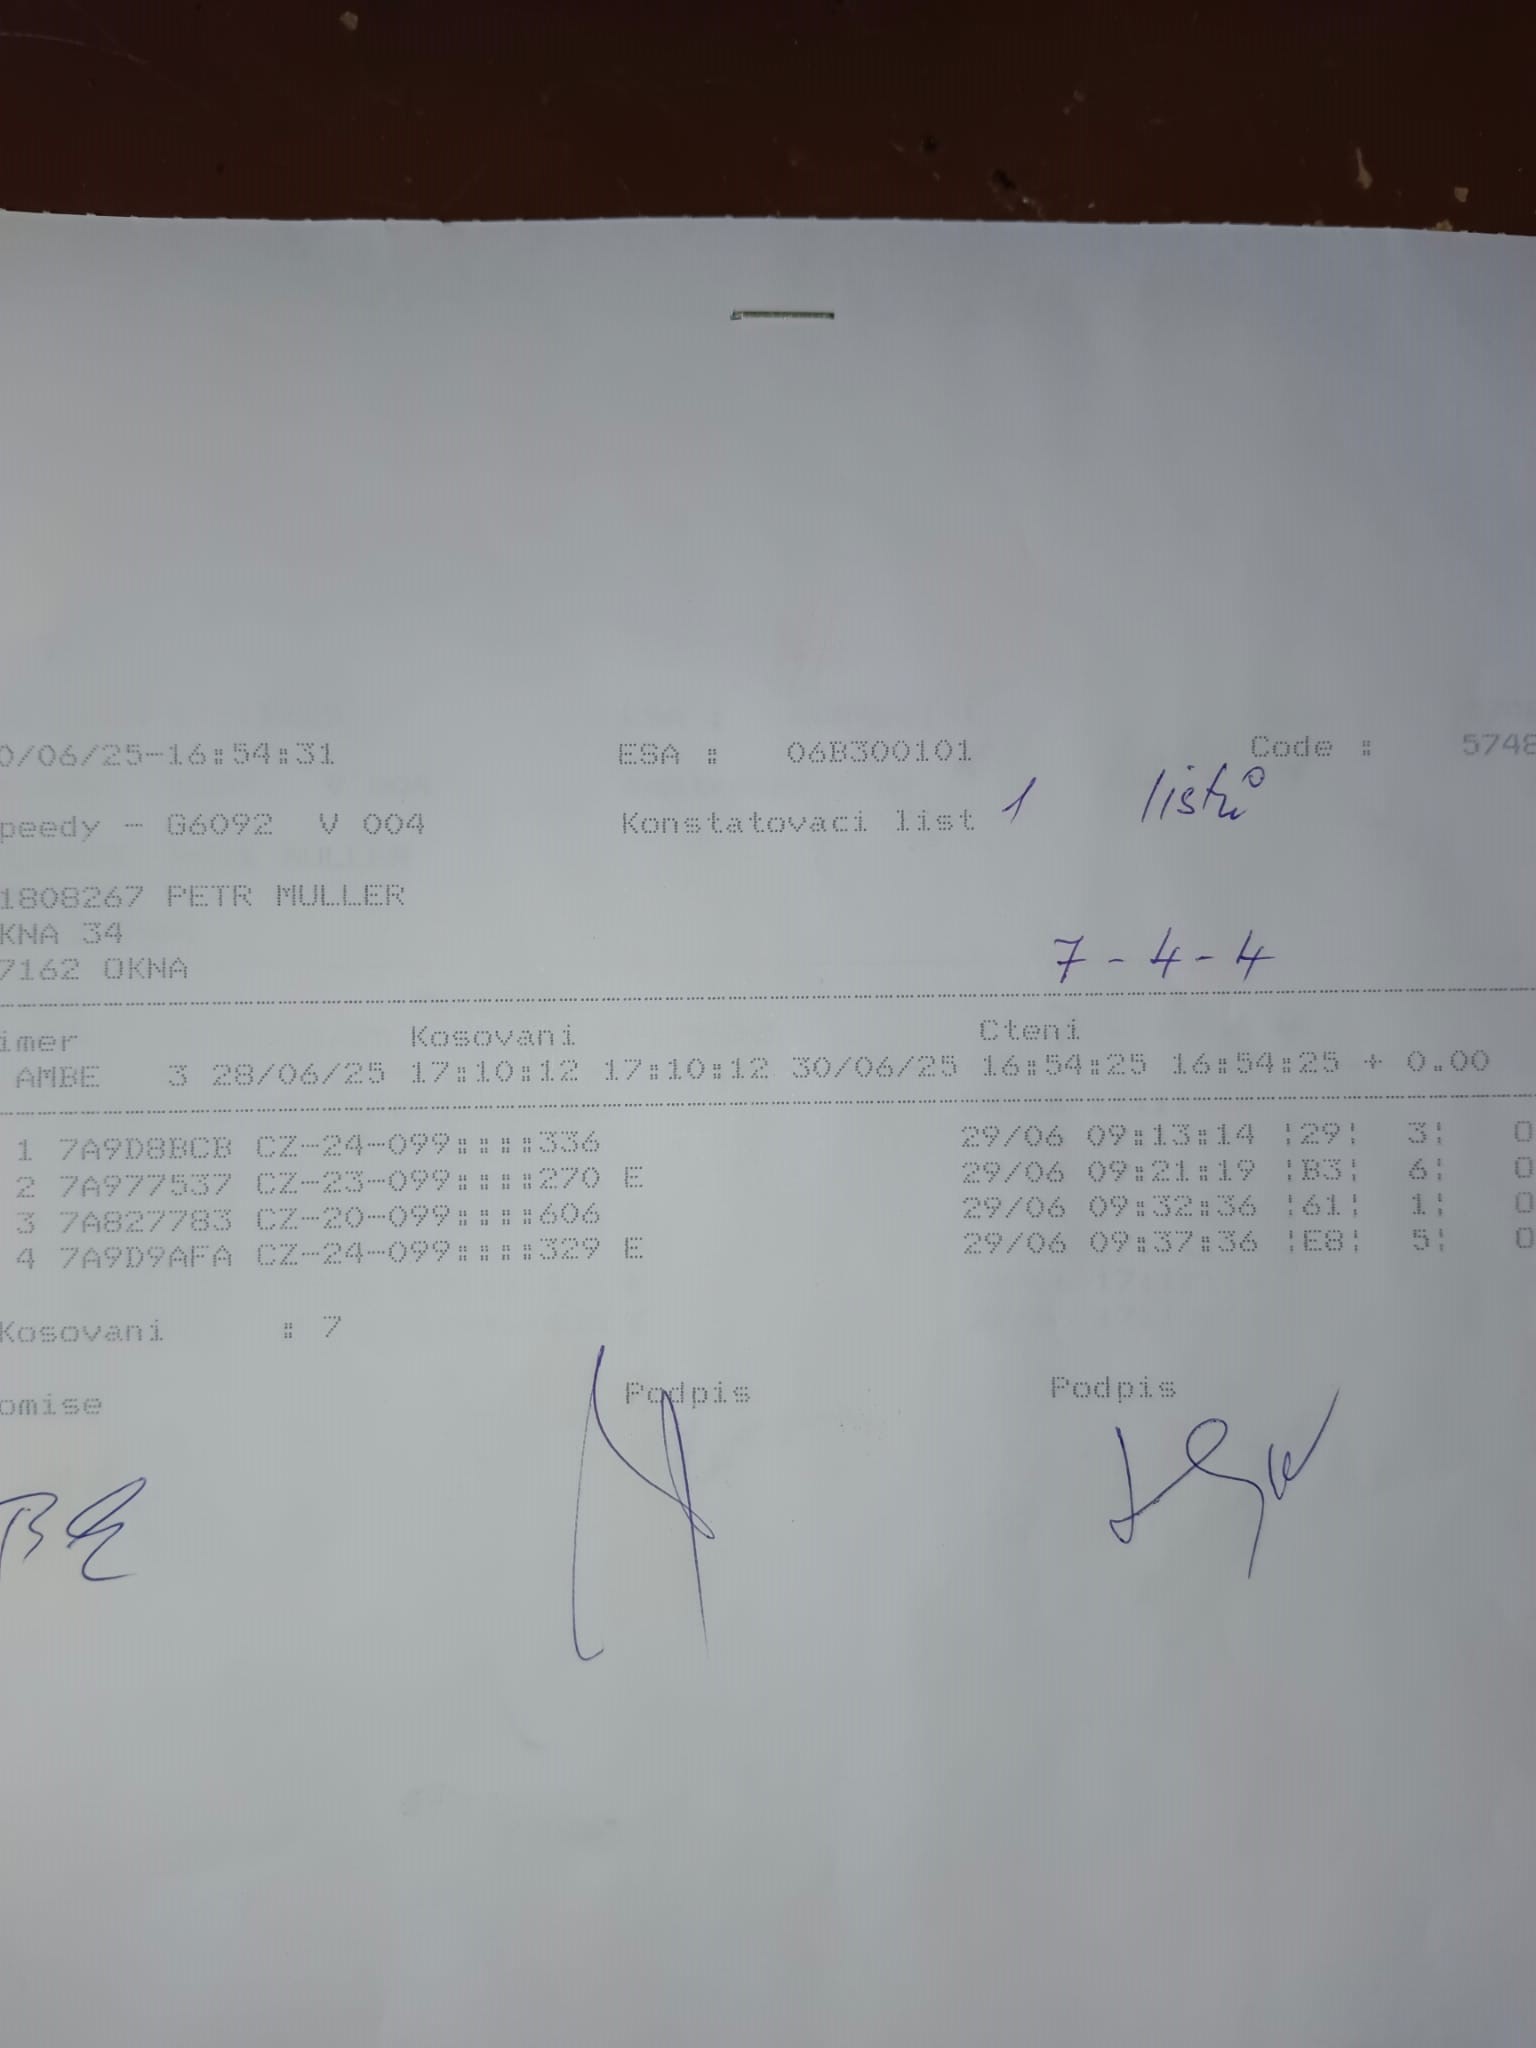 0/06/25-16:54:31 ESA : 06B300101 Code : 5748
peedy - G6092 V 004 Konstatovaci list 1 listů
1808267 PETR MULLER
KNA 34
7162 OKNA 7-4-4
imer Kosovani Cteni
AMBE 3 28/06/25 17:10:12 17:10:12 30/06/25 16:54:25 16:54:25 + 0.00
1 7A9D8BCB CZ-24-099::::336 29/06 09:13:14 ¦29¦ 3¦ 0
2 7A977537 CZ-23-099::::270 E 29/06 09:21:19 ¦B3¦ 6¦ 0
3 7A827783 CZ-20-099::::606 29/06 09:32:36 ¦61¦ 1¦ 0
4 7A9D9AFA CZ-24-099::::329 E 29/06 09:37:36 ¦E8¦ 5¦ 0
Kosovani : 7
omise Podpis Podpis